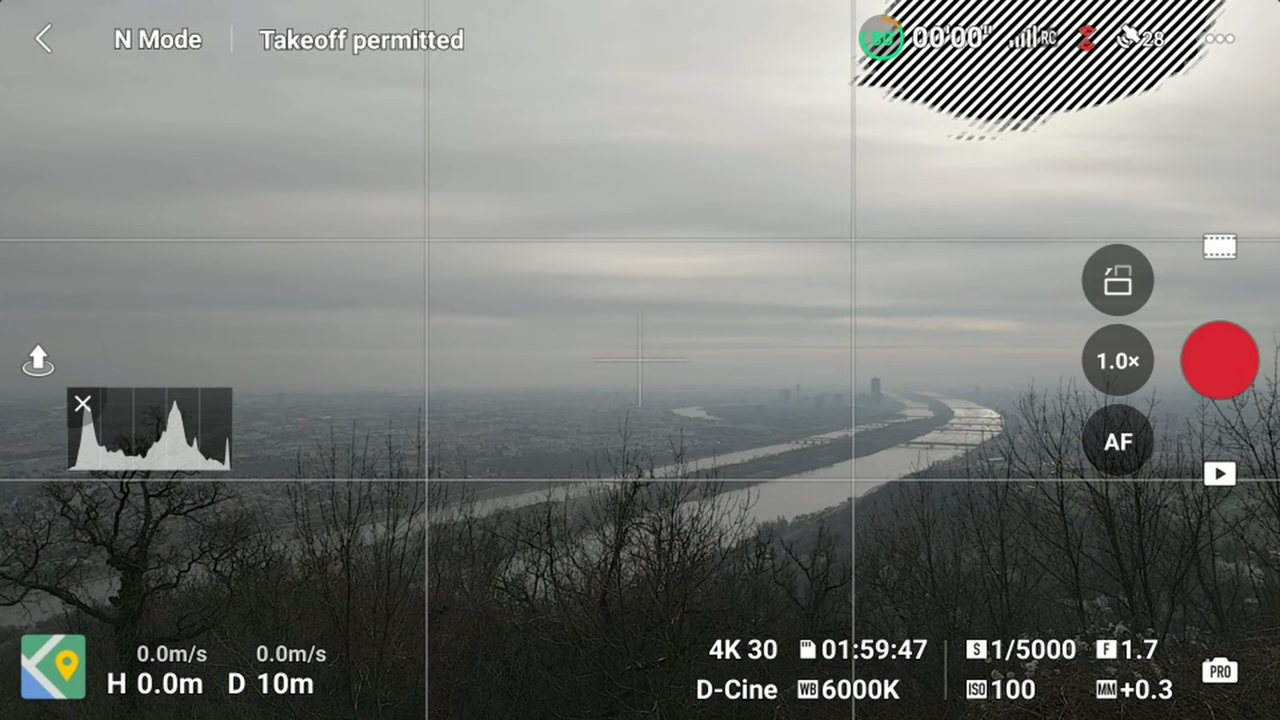 N Mode
Takeoff permitted
80
00'00"
RC
28
1.0×
AF
0.0m/s
0.0m/s
H 0.0m
D 10m
4K 30
01:59:47
S 1/5000
F 1.7
D-Cine
WB 6000K
ISO 100
MM +0.3
PRO